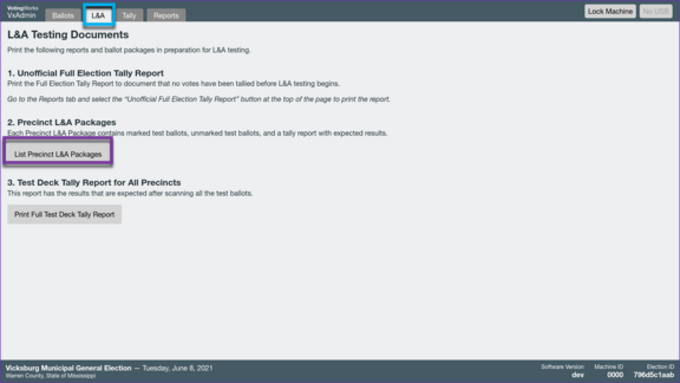 VotingWorks
VxAdmin
Ballots
L&A
Tally
Reports
Lock Machine
No USB
L&A Testing Documents
Print the following reports and ballot packages in preparation for L&A testing.
1. Unofficial Full Election Tally Report
Print the Full Election Tally Report to document that no votes have been tallied before L&A testing begins.
Go to the Reports tab and select the "Unofficial Full Election Tally Report" button at the top of the page to print the report.
2. Precinct L&A Packages
Each Precinct L&A Package contains marked test ballots, unmarked test ballots, and a tally report with expected results.
List Precinct L&A Packages
3. Test Deck Tally Report for All Precincts
This report has the results that are expected after scanning all the test ballots.
Print Full Test Deck Tally Report
Vicksburg Municipal General Election — Tuesday, June 8, 2021
Warren County, State of Mississippi
Software Version
dev
Machine ID
0000
Election ID
796d5c1aab